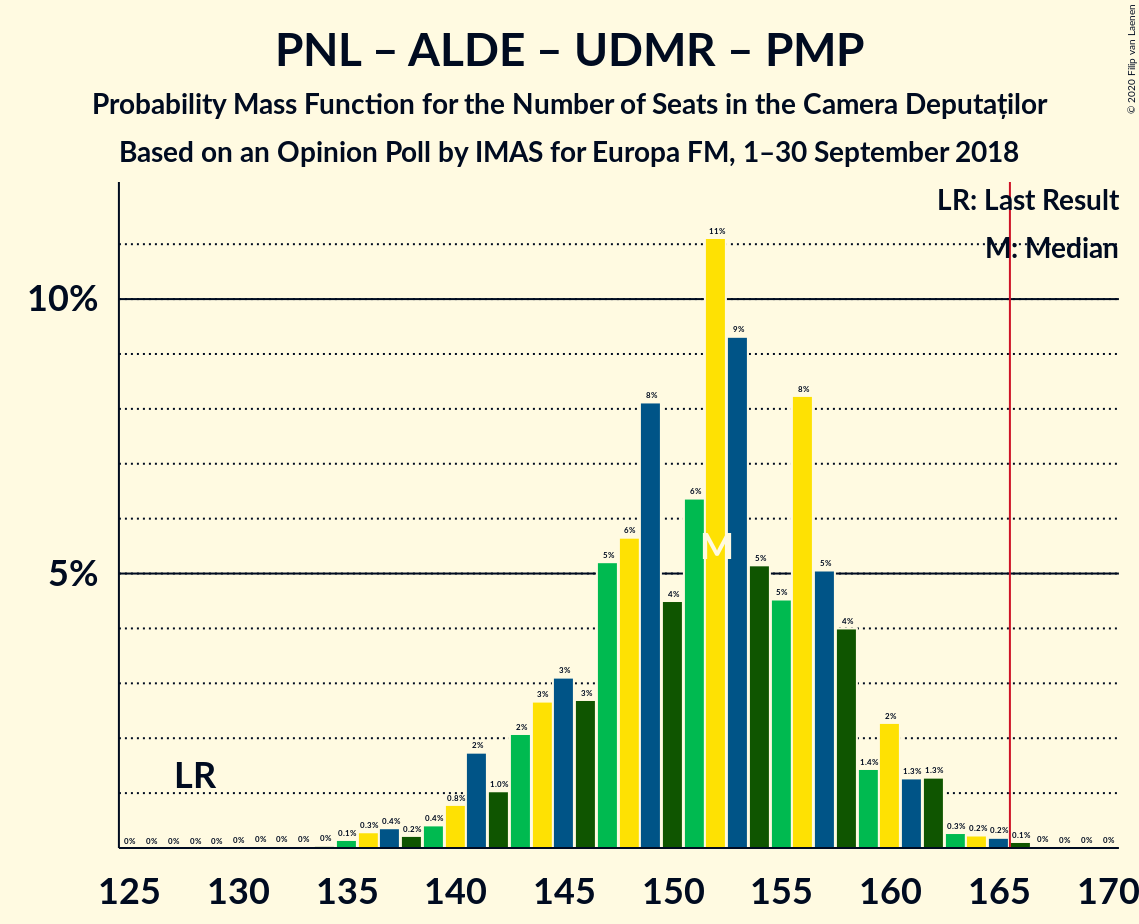 © 2020 Filip van Laenen
PNL – ALDE – UDMR – PMP
Probability Mass Function for the Number of Seats in the Camera Deputaților
Based on an Opinion Poll by IMAS for Europa FM, 1–30 September 2018
LR: Last Result
M: Median
10%
5%
LR
M
0% 0% 0% 0% 0% 0% 0% 0% 0% 0% 0.1% 0.3% 0.4% 0.2% 0.4% 0.8% 2% 1.0% 2% 3% 3% 3% 5% 6% 8% 4% 6% 11% 9% 5% 5% 8% 5% 4% 1.4% 2% 1.3% 1.3% 0.3% 0.2% 0.2% 0.1% 0% 0% 0% 0%
125 130 135 140 145 150 155 160 165 170